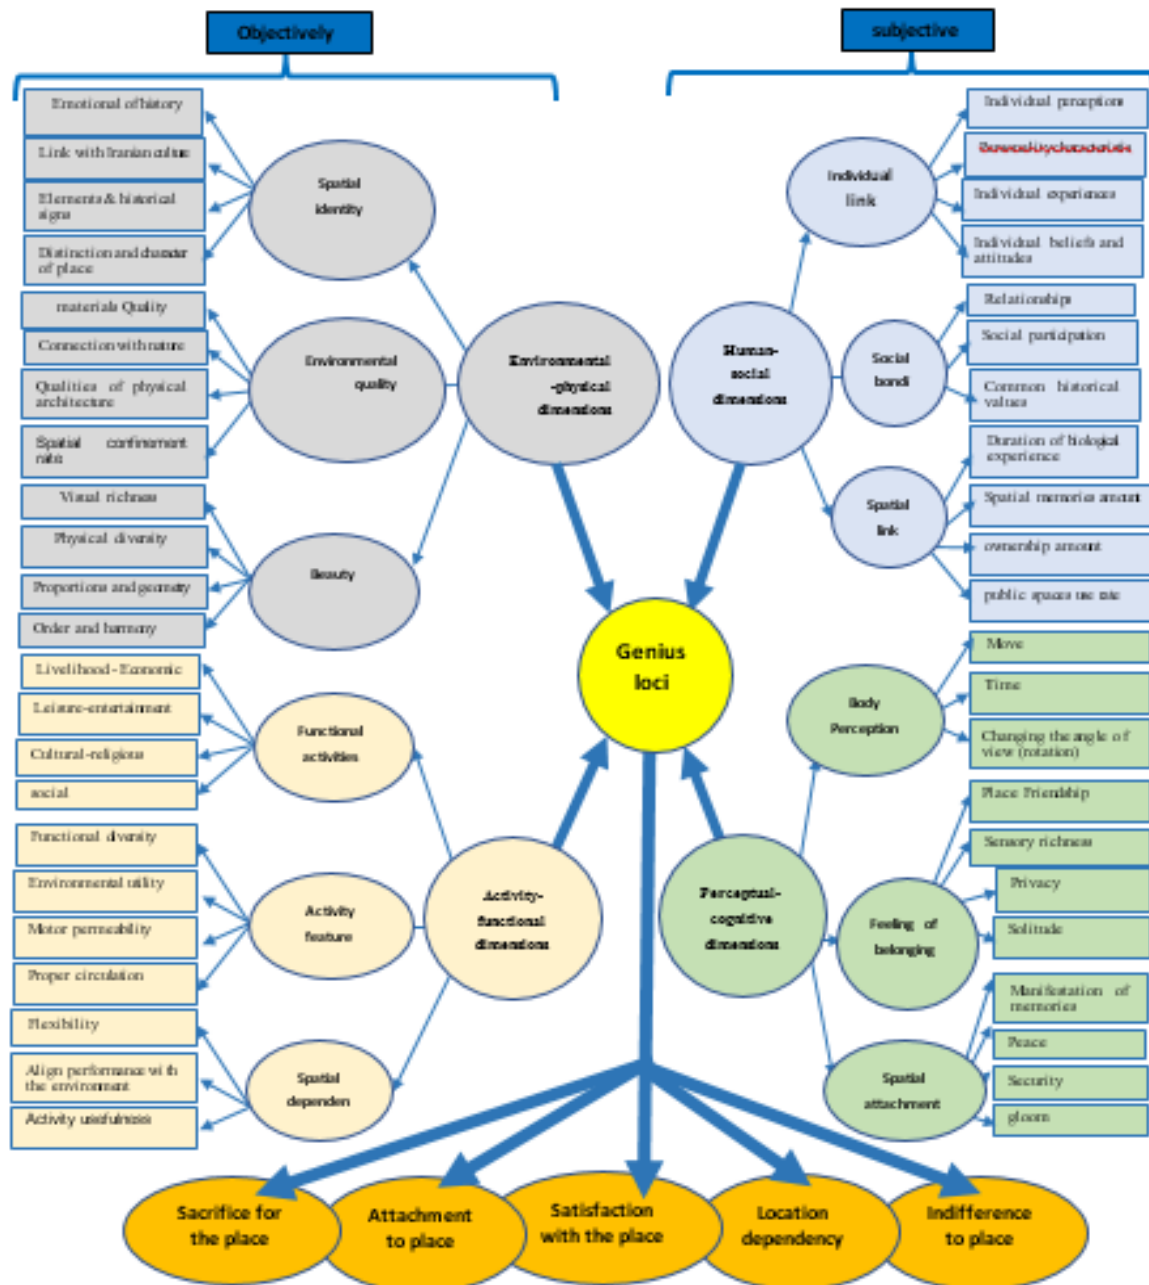 Objectively
subjective
Emotional of history
Link with Iranian culture
Elements & historical
signs
Distinction and character
of place
materials Quality
Connection with nature
Qualities of physical
architecture
Spatial confinement
rate
Visual richness
Physical diversity
Proportions and geometry
Order and harmony
Livelihood - Economic
Leisure-entertainment
Cultural-religious
social
Functional diversity
Environmental utility
Motor permeability
Proper circulation
Flexibility
Align performance with
the environment
Activity usefulness
Spatial
identity
Environmental
quality
Beauty
Functional
activities
Activity
feature
Spatial
dependen
Environmental
-physical
dimensions
Activity-
functional
dimensions
Genius
loci
Human-
social
dimensions
Perceptual-
cognitive
dimensions
Individual
link
Social
bondi
Spatial
link
Body
Perception
Feeling of
belonging
Spatial
attachment
Individual perceptions
Personality characteristic
Individual experiences
Individual beliefs and
attitudes
Relationships
Social participation
Common historical
values
Duration of biological
experience
Spatial memories amount
ownership amount
public spaces use rate
Move
Time
Changing the angle of
view (rotation)
Place Friendship
Sensory richness
Privacy
Solitude
Manifestation of
memories
Peace
Security
gloom
Sacrifice for
the place
Attachment
to place
Satisfaction
with the place
Location
dependency
Indifference
to place